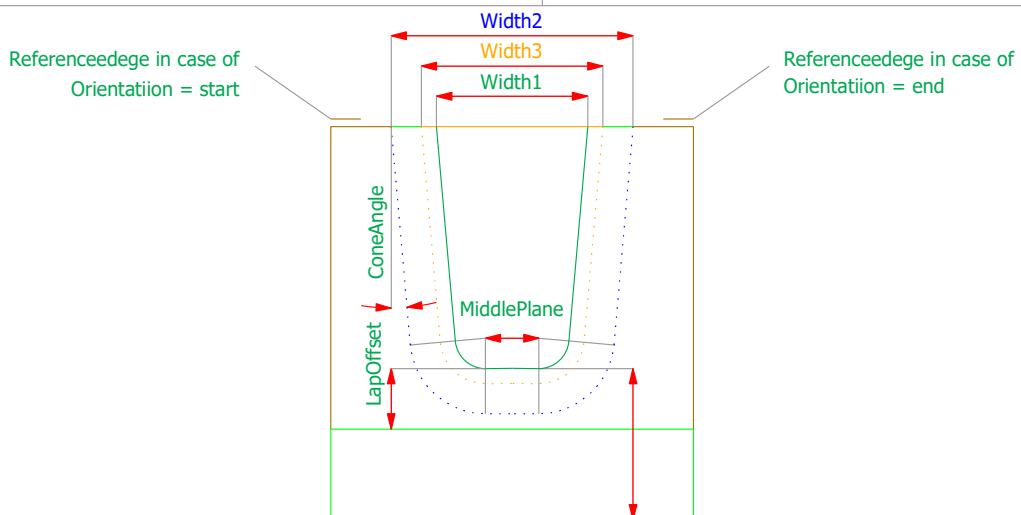 Width2
Referenceedege in case of
Orientatiion = start
Width3
Referenceedege in case of
Orientatiion = end
Width1
ConeAngle
MiddlePlane
LapOffset